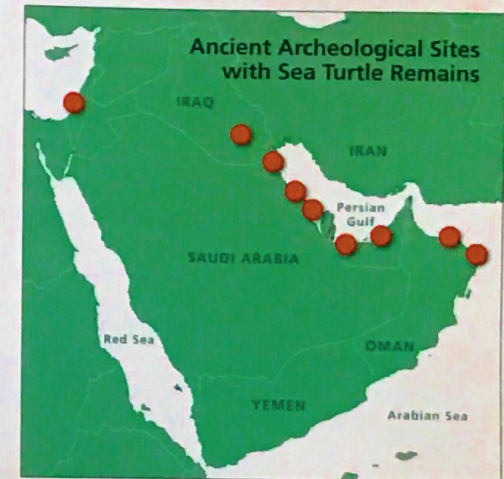 Ancient Archeological Sites
with Sea Turtle Remains
IRAQ
IRAN
Persian
Gulf
SAUDI ARABIA
Red Sea
OMAN
YEMEN
Arabian Sea